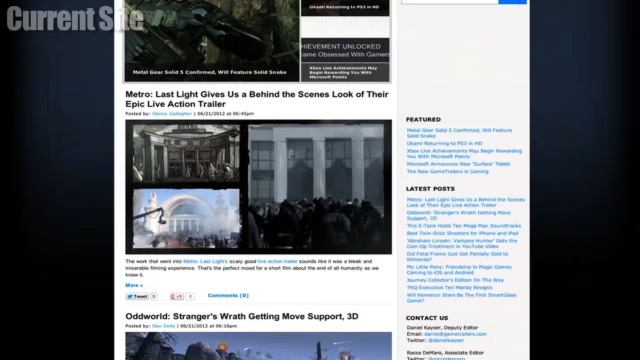 Current Site
Okami Returning to PS3 in HD
ACHIEVEMENT UNLOCKED
ame Obsessed With Gamers
Metal Gear Solid 5 Confirmed, Will Feature Solid Snake
Xbox Live Achievements May
Begin Rewarding You With
Microsoft Points
Metro: Last Light Gives Us a Behind the Scenes Look of Their
Epic Live Action Trailer
Posted by: Danny Gallagher | 06/21/2012 at 06:45pm
The work that went into Metro: Last Light's scary good live action trailer sounds like it was a bleak and
miserable filming experience. That's the perfect mood for a short film about the end of all humanity as we
know it.
More »
Tweet 0
+1 0
Comments (0)
Oddworld: Stranger's Wrath Getting Move Support, 3D
Posted by: Dan Seitz | 06/21/2012 at 06:16pm
FEATURED
Metal Gear Solid 5 Confirmed, Will Feature
Solid Snake
Okami Returning to PS3 in HD
Xbox Live Achievements May Begin Rewarding
You With Microsoft Points
Microsoft Announces New 'Surface' Tablet
The New GameTrailers is Coming
LATEST POSTS
Metro: Last Light Gives Us a Behind the Scenes
Look of Their Epic Live Action Trailer
Oddworld: Stranger's Wrath Getting Move
Support, 3D
This E-Tank Holds Ten Mega Man Soundtracks
Best Twin-Stick Shooters for iPhone and iPad
'Abraham Lincoln: Vampire Hunter' Gets the
Coin-Op Treatment in YouTube Video
Did Fatal Frame Just Get Partially Sold to
Nintendo?
My Little Pony: Friendship Is Magic Games
Coming to iOS and Android
Journey Collector's Edition On The Way
THQ Executive Ten Manby Resigns
Will Homerun Stars Be The First SmartGlass
Game?
CONTACT US
Daniel Kayser, Deputy Editor
Email: daniel@gametrailers.com
Twitter: @danielkayser
Rocco DeMaro, Associate Editor